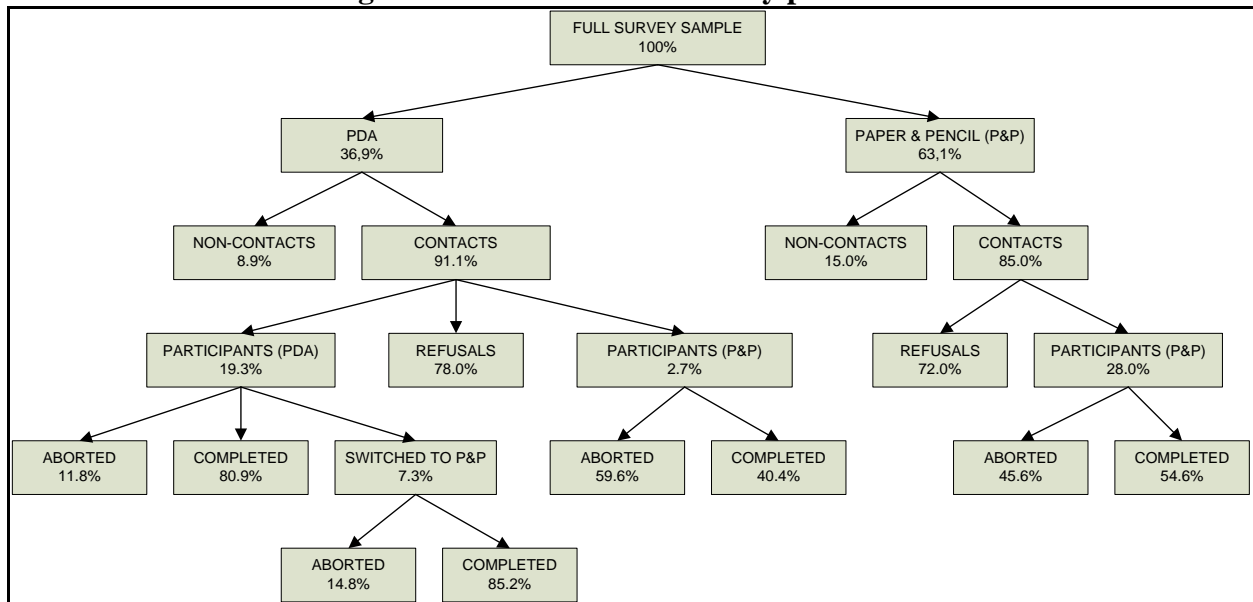 FULL SURVEY SAMPLE
100%
PDA
36,9%
PAPER & PENCIL (P&P)
63,1%
NON-CONTACTS
8.9%
CONTACTS
91.1%
NON-CONTACTS
15.0%
CONTACTS
85.0%
PARTICIPANTS (PDA)
19.3%
REFUSALS
78.0%
PARTICIPANTS (P&P)
2.7%
REFUSALS
72.0%
PARTICIPANTS (P&P)
28.0%
ABORTED
11.8%
COMPLETED
80.9%
SWITCHED TO P&P
7.3%
ABORTED
59.6%
COMPLETED
40.4%
ABORTED
45.6%
COMPLETED
54.6%
ABORTED
14.8%
COMPLETED
85.2%